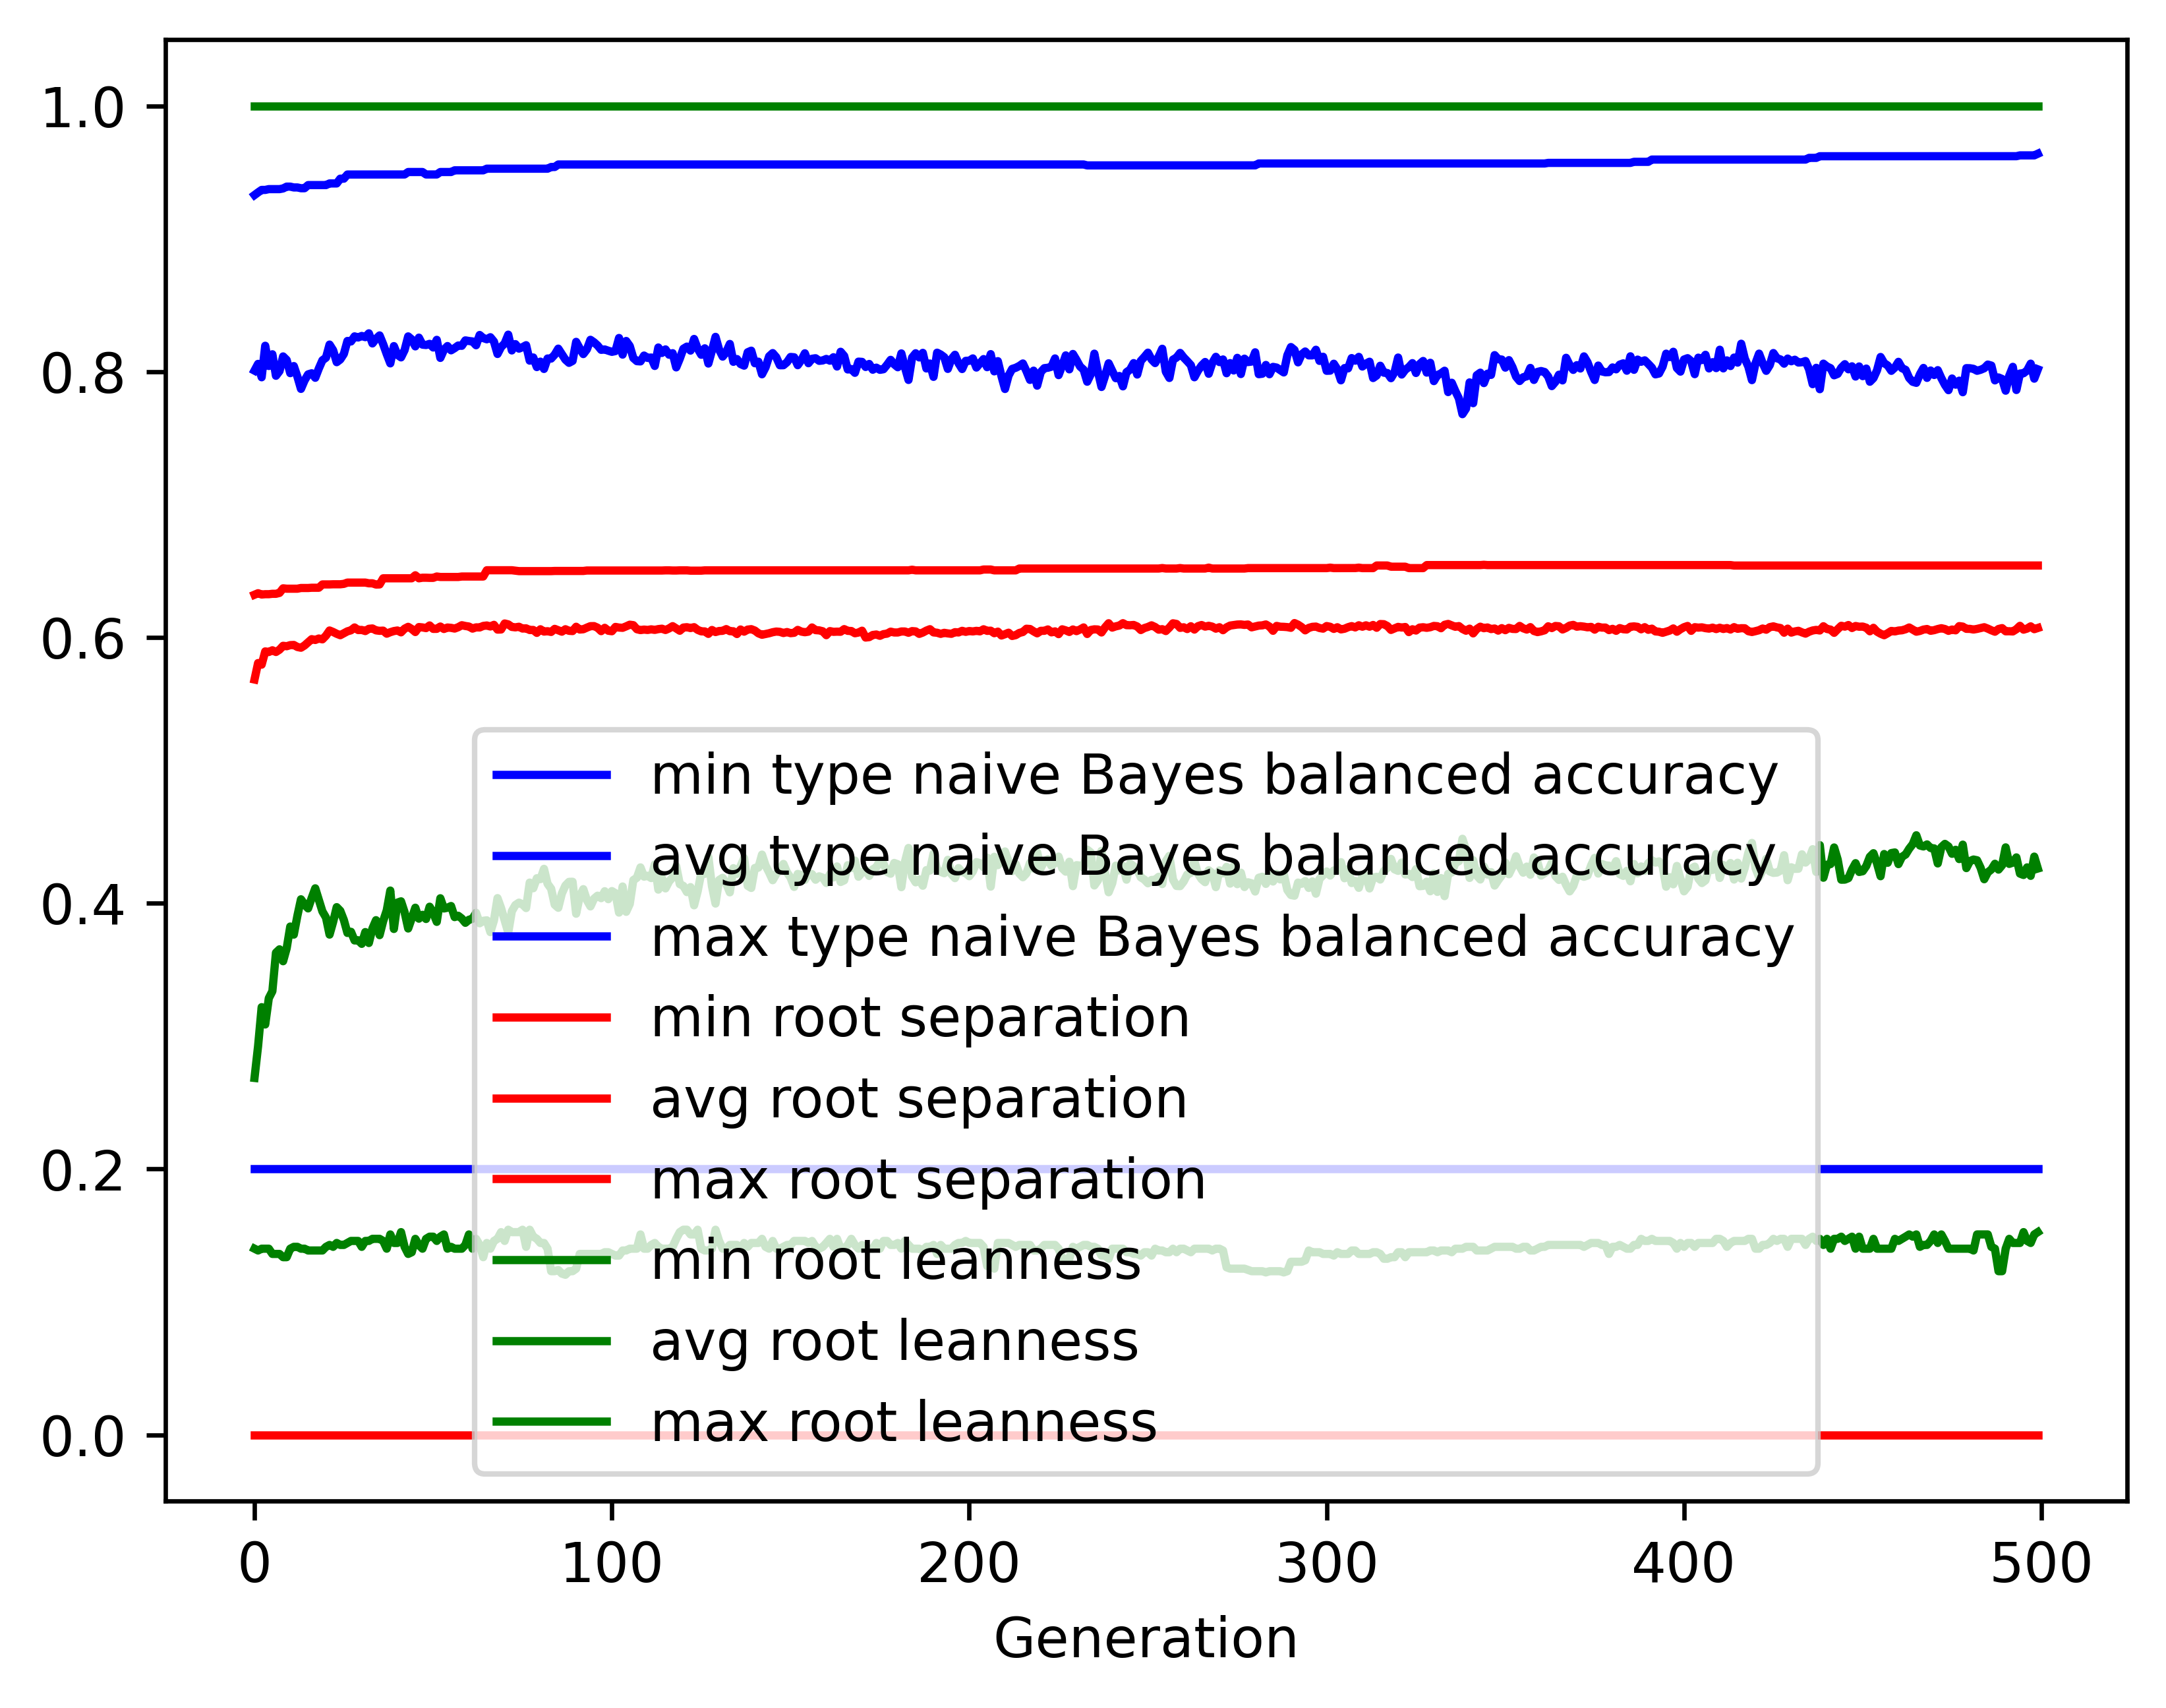 1.0
0.8
0.6
0.4
0.2
0.0
min type naive Bayes balanced accuracy
avg type naive Bayes balanced accuracy
max type naive Bayes balanced accuracy
min root separation
avg root separation
max root separation
min root leanness
avg root leanness
max root leanness
0 100 200 300 400 500
Generation